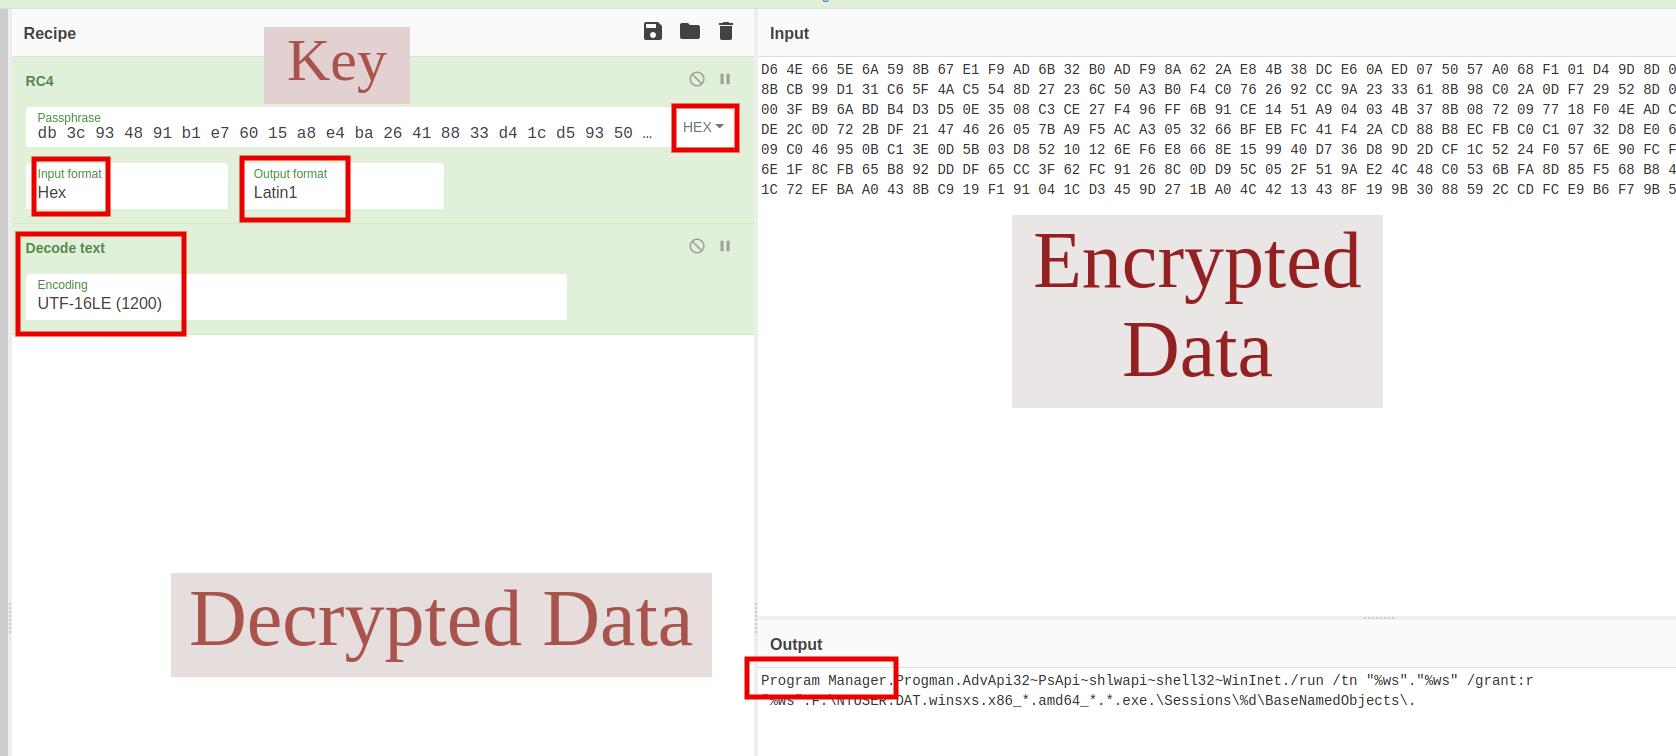 Recipe
Key
RC4
Passphrase
db 3c 93 48 91 b1 e7 60 15 a8 e4 ba 26 41 88 33 d4 1c d5 93 50 …
HEX
Input format
Hex
Output format
Latin1
Decode text
Encoding
UTF-16LE (1200)
Decrypted Data
Input
D6 4E 66 5E 6A 59 8B 67 E1 F9 AD 6B 32 B0 AD F9 8A 62 2A E8 4B 38 DC E6 0A ED 07 50 57 A0 68 F1 01 D4 9D 8D
8B CB 99 D1 31 C6 5F 4A C5 54 8D 27 23 6C 50 A3 B0 F4 C0 76 26 92 CC 9A 23 33 61 8B 98 C0 2A 0D F7 29 52 8D
00 3F B9 6A BD B4 D3 D5 0E 35 08 C3 CE 27 F4 96 FF 6B 91 CE 14 51 A9 04 03 4B 37 8B 08 72 09 77 18 F0 4E AD
DE 2C 0D 72 2B DF 21 47 46 26 05 7B A9 F5 AC A3 05 32 66 BF EB FC 41 F4 2A CD 88 B8 EC FB C0 C1 07 32 D8 E0
09 C0 46 95 0B C1 3E 0D 5B 03 D8 52 10 12 6E F6 E8 66 8E 15 99 40 D7 36 D8 9D 2D CF 1C 52 24 F0 57 6E 90 FC
6E 1F 8C FB 65 B8 92 DD DF 65 CC 3F 62 FC 91 26 8C 0D D9 5C 05 2F 51 9A E2 4C 48 C0 53 6B FA 8D 85 F5 68 B8
1C 72 EF BA A0 43 8B C9 19 F1 91 04 1C D3 45 9D 27 1B A0 4C 42 13 43 8F 19 9B 30 88 59 2C CD FC E9 B6 F7 9B
Encrypted
Data
Output
Program Manager.Progman.AdvApi32~PsApi~shlwapi~shell32~WinInet./run /tn "%ws"."%ws" /grant:r
"%ws".F:\NTUSER.DAT.winsxs.x86_*.amd64_*.*.exe.\Sessions\%d\BaseNamedObjects\.